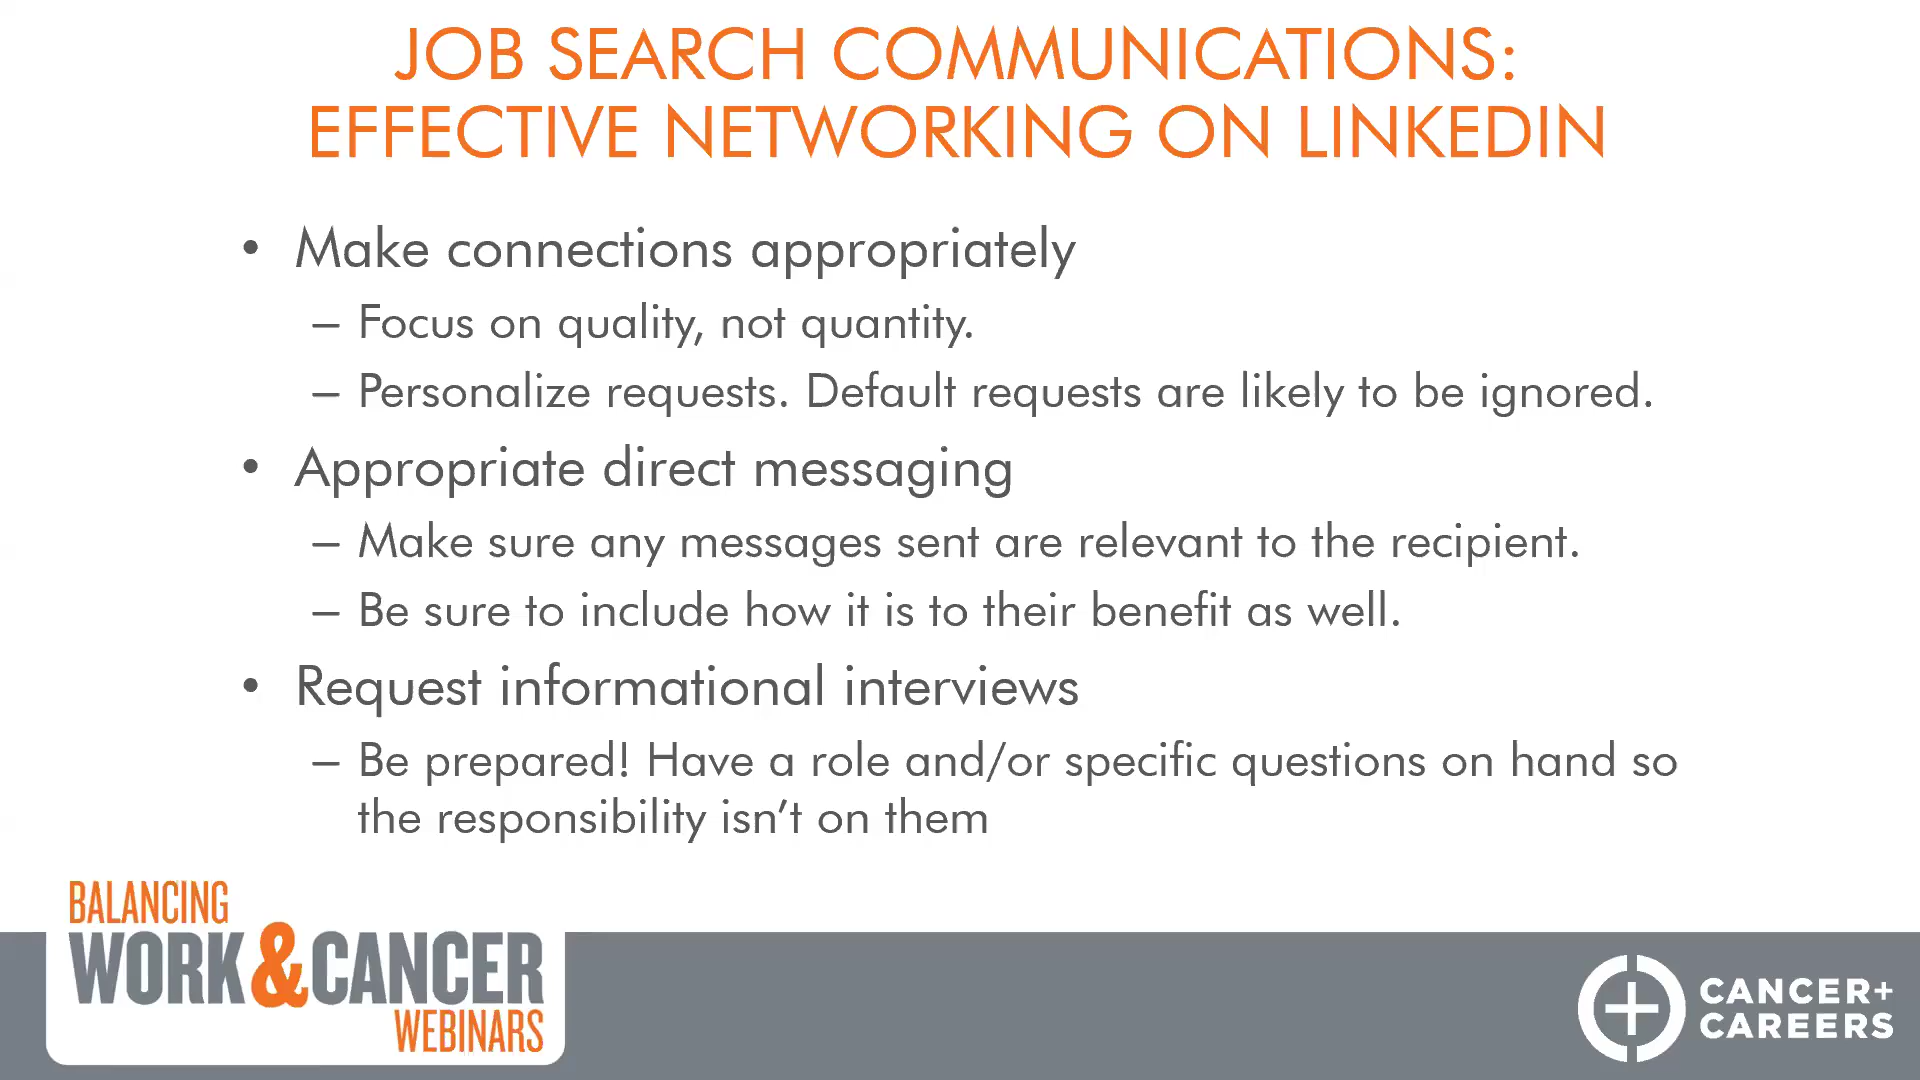 JOB SEARCH COMMUNICATIONS:
EFFECTIVE NETWORKING ON LINKEDIN
• Make connections appropriately
– Focus on quality, not quantity.
– Personalize requests. Default requests are likely to be ignored.
• Appropriate direct messaging
– Make sure any messages sent are relevant to the recipient.
– Be sure to include how it is to their benefit as well.
• Request informational interviews
– Be prepared! Have a role and/or specific questions on hand so
the responsibility isn’t on them
BALANCING
WORK&CANCER
WEBINARS
CANCER+
CAREERS